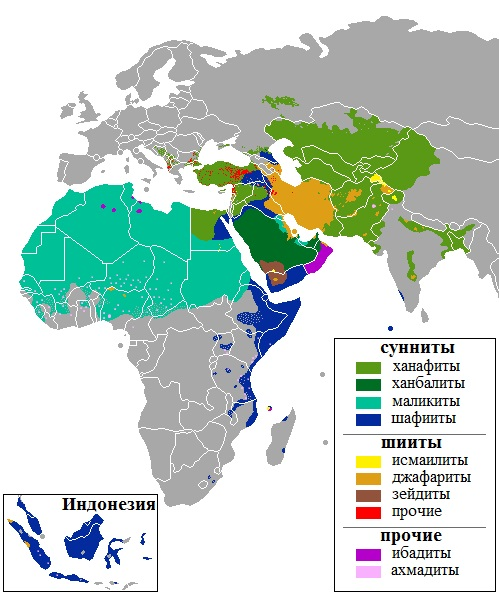 сунниты
ханафиты
ханбалиты
маликиты
шафииты
шииты
исмаилиты
джафариты
зейдиты
прочие
прочие
ибадиты
ахмадиты
Индонезия